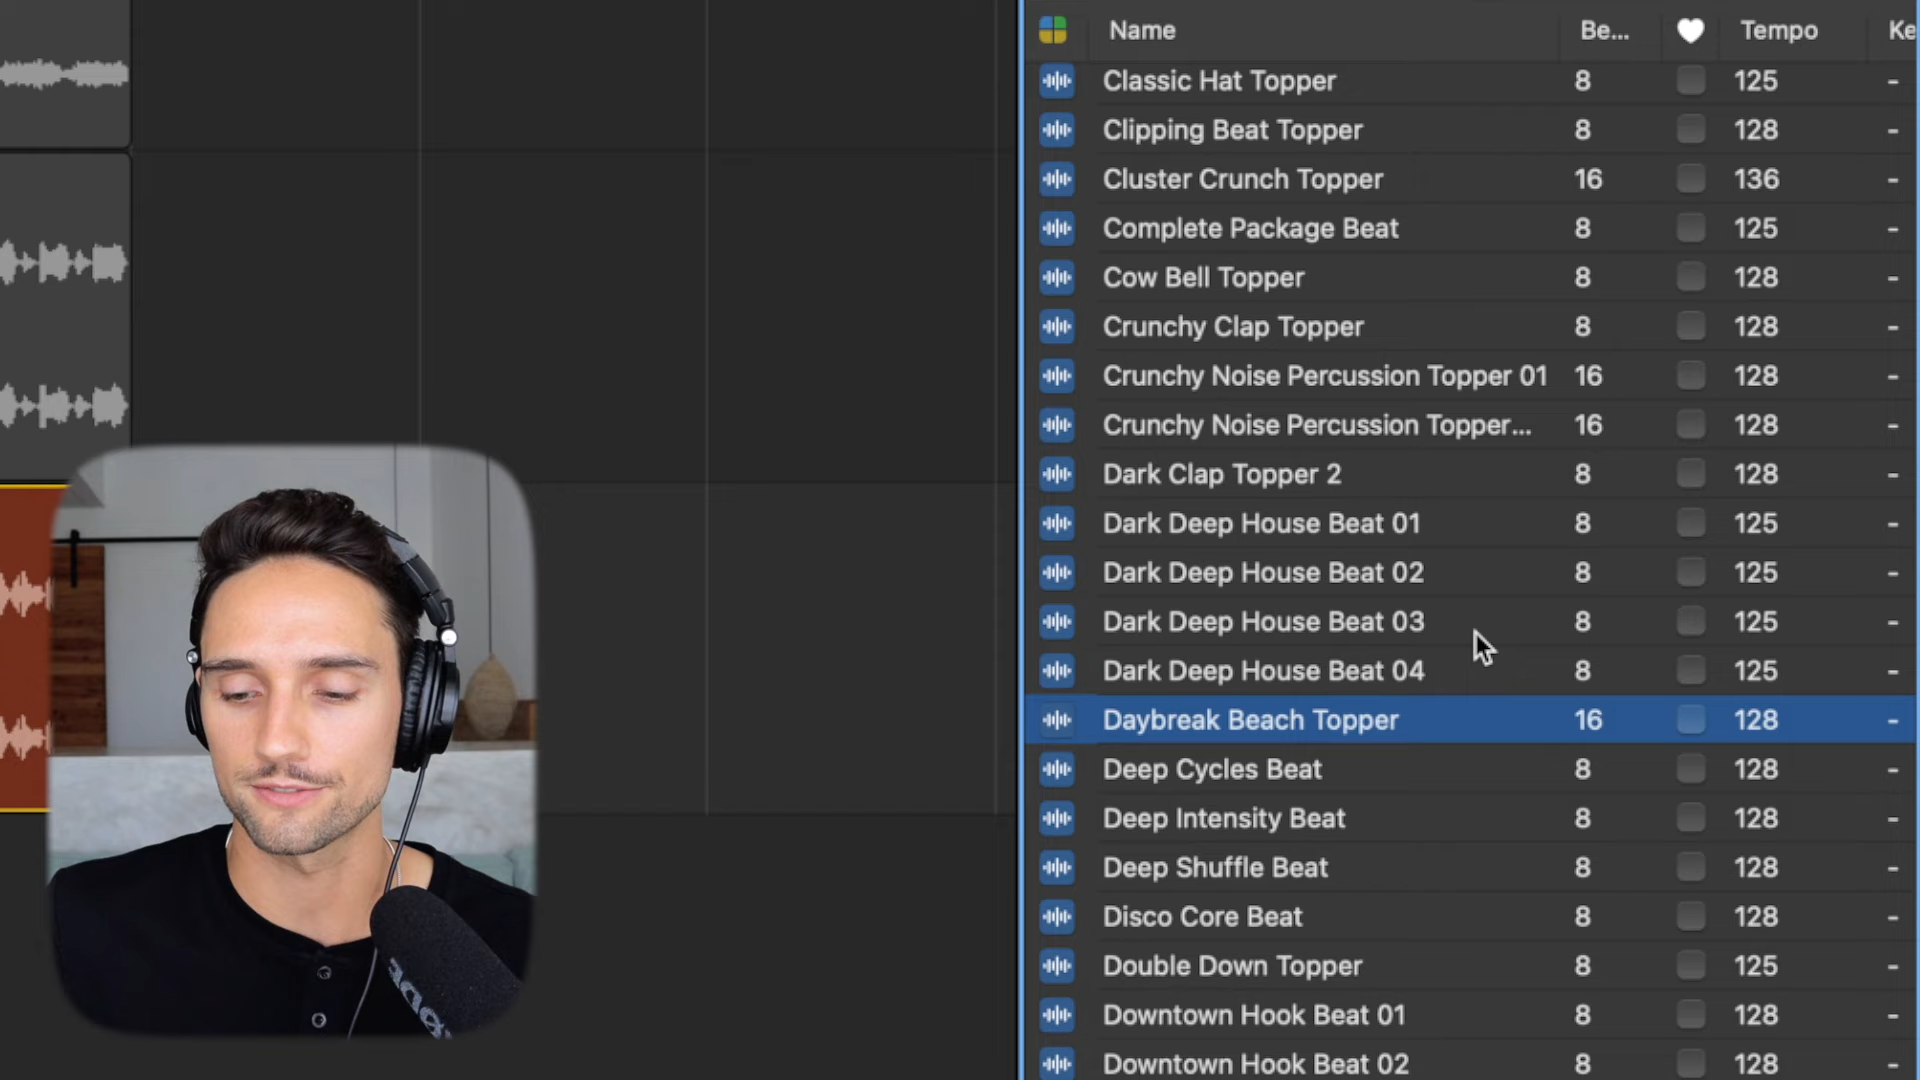 Name Be... Tempo Ke
Classic Hat Topper 8 125 -
Clipping Beat Topper 8 128 -
Cluster Crunch Topper 16 136 -
Complete Package Beat 8 125 -
Cow Bell Topper 8 128 -
Crunchy Clap Topper 8 128 -
Crunchy Noise Percussion Topper 01 16 128 -
Crunchy Noise Percussion Topper... 16 128 -
Dark Clap Topper 2 8 128 -
Dark Deep House Beat 01 8 125 -
Dark Deep House Beat 02 8 125 -
Dark Deep House Beat 03 8 125 -
Dark Deep House Beat 04 8 125 -
Daybreak Beach Topper 16 128 -
Deep Cycles Beat 8 128 -
Deep Intensity Beat 8 128 -
Deep Shuffle Beat 8 128 -
Disco Core Beat 8 128 -
Double Down Topper 8 125 -
Downtown Hook Beat 01 8 128 -
Downtown Hook Beat 02 8 128 -